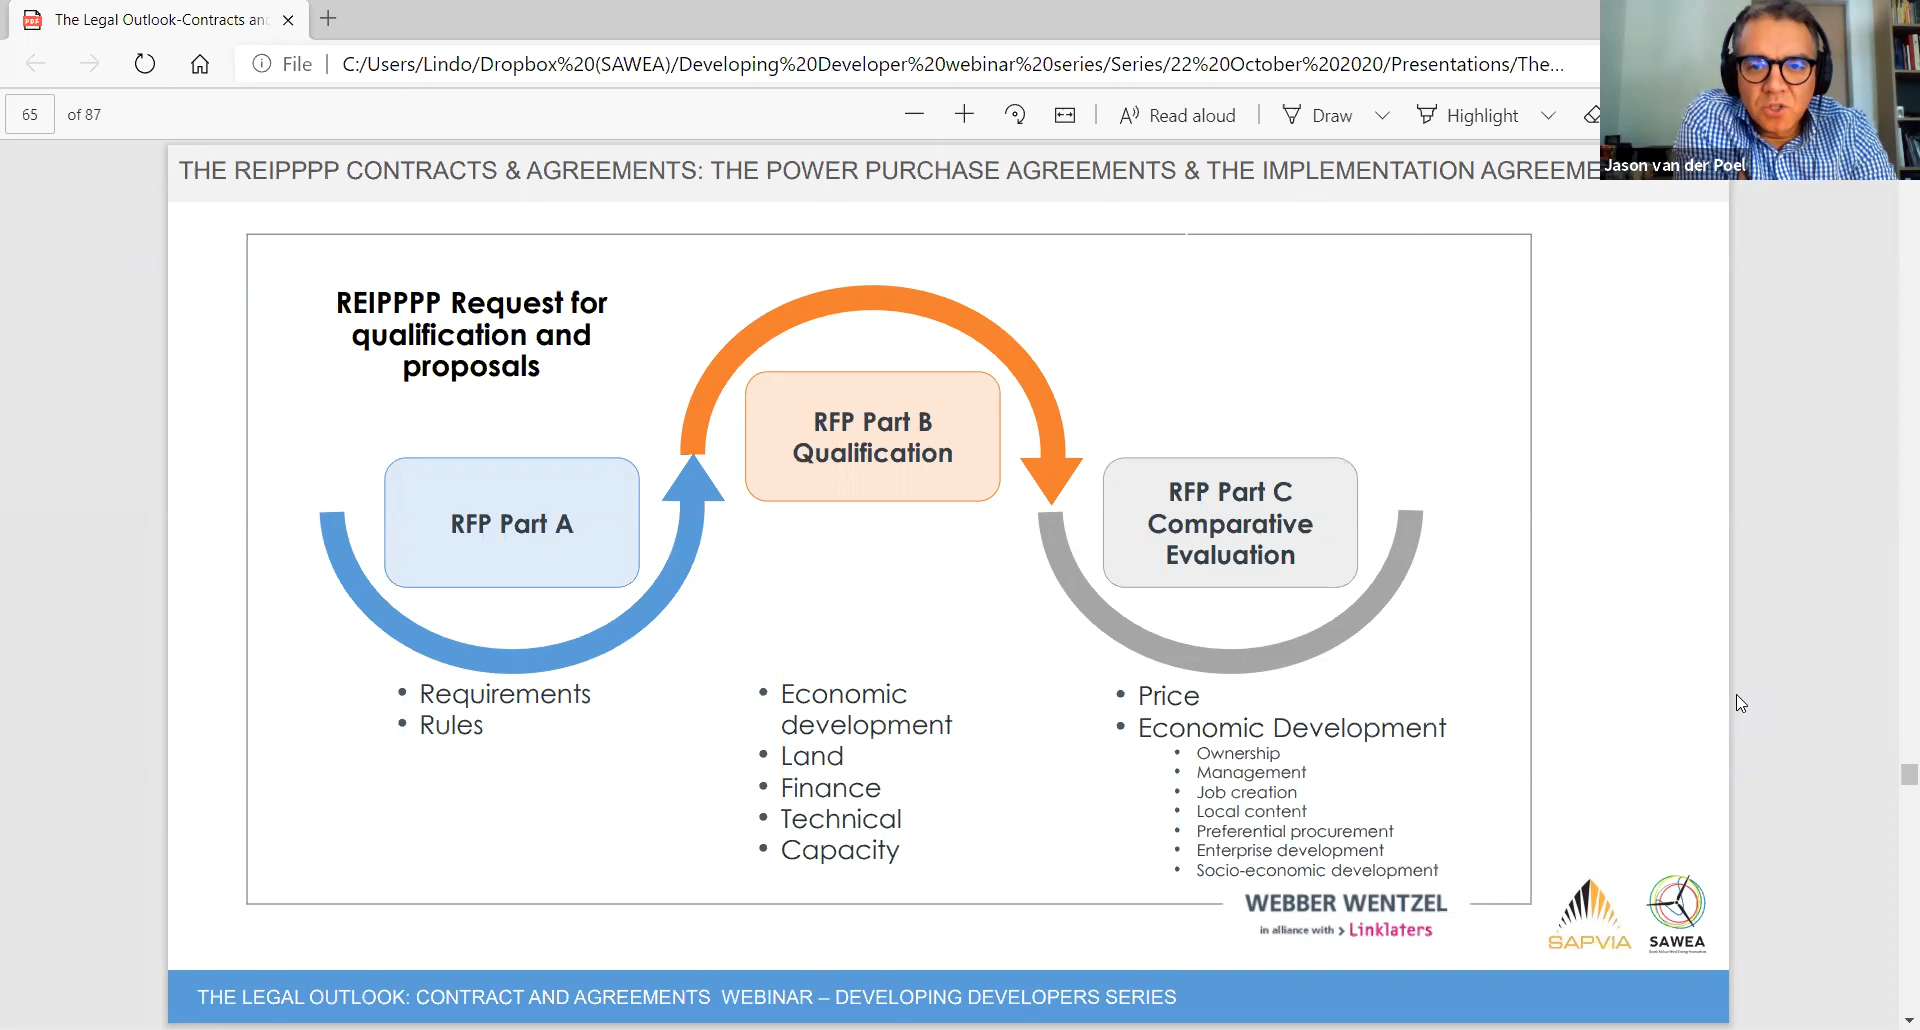 The Legal Outlook-Contracts and
File
C:/Users/Lindo/Dropbox%20(SAWEA)/Developing%20Developer%20webinar%20series/Series/22%20October%202020/Presentations/The...
65 of 87
Read aloud
Draw
Highlight
Jason van der Poel
THE REIPPPP CONTRACTS & AGREEMENTS: THE POWER PURCHASE AGREEMENTS & THE IMPLEMENTATION AGREEME
REIPPPP Request for
qualification and
proposals
RFP Part A
• Requirements
• Rules
RFP Part B
Qualification
• Economic
development
• Land
• Finance
• Technical
• Capacity
RFP Part C
Comparative
Evaluation
• Price
• Economic Development
• Ownership
• Management
• Job creation
• Local content
• Preferential procurement
• Enterprise development
• Socio-economic development
WEBBER WENTZEL
in alliance with > Linklaters
SAPVIA
SAWEA
THE LEGAL OUTLOOK: CONTRACT AND AGREEMENTS WEBINAR – DEVELOPING DEVELOPERS SERIES